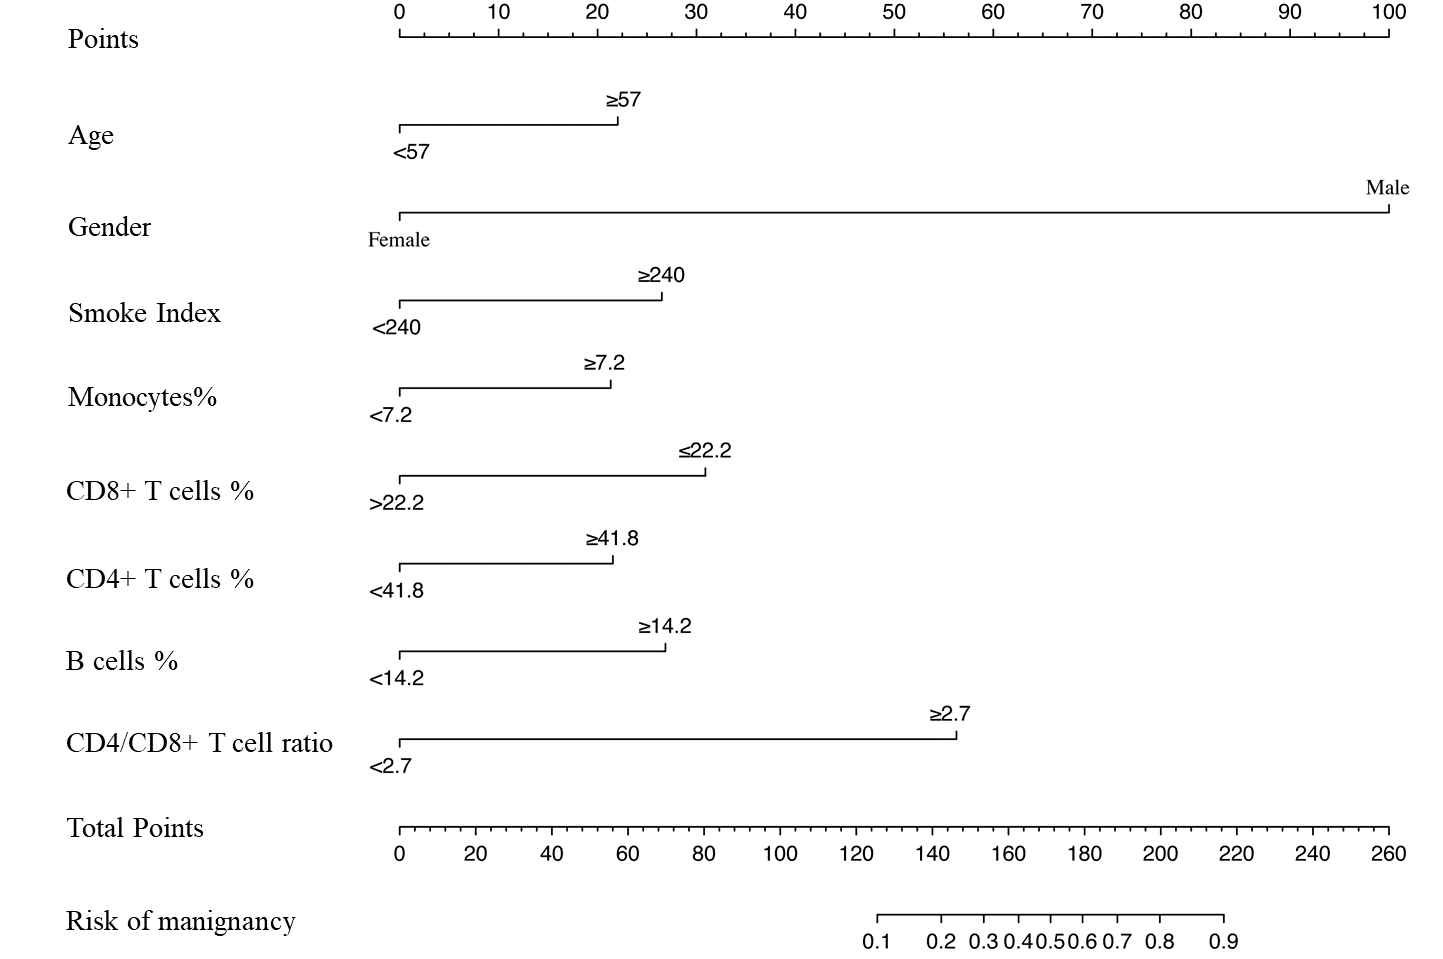 0 10 20 30 40 50 60 70 80 90 100
Points
≥57
Age
<57
Male
Gender
Female
≥240
Smoke Index
<240
≥7.2
Monocytes%
<7.2
≤22.2
CD8+ T cells %
>22.2
≥41.8
CD4+ T cells %
<41.8
≥14.2
B cells %
<14.2
≥2.7
CD4/CD8+ T cell ratio
<2.7
Total Points
0 20 40 60 80 100 120 140 160 180 200 220 240 260
Risk of manignancy
0.1 0.2 0.3 0.4 0.5 0.6 0.7 0.8 0.9